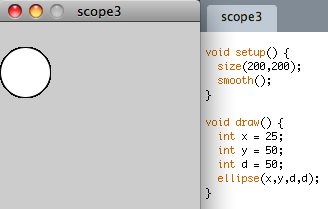 scope3
scope3
void setup() {
  size(200,200);
  smooth();
}
void draw() {
  int x = 25;
  int y = 50;
  int d = 50;
  ellipse(x,y,d,d);
}